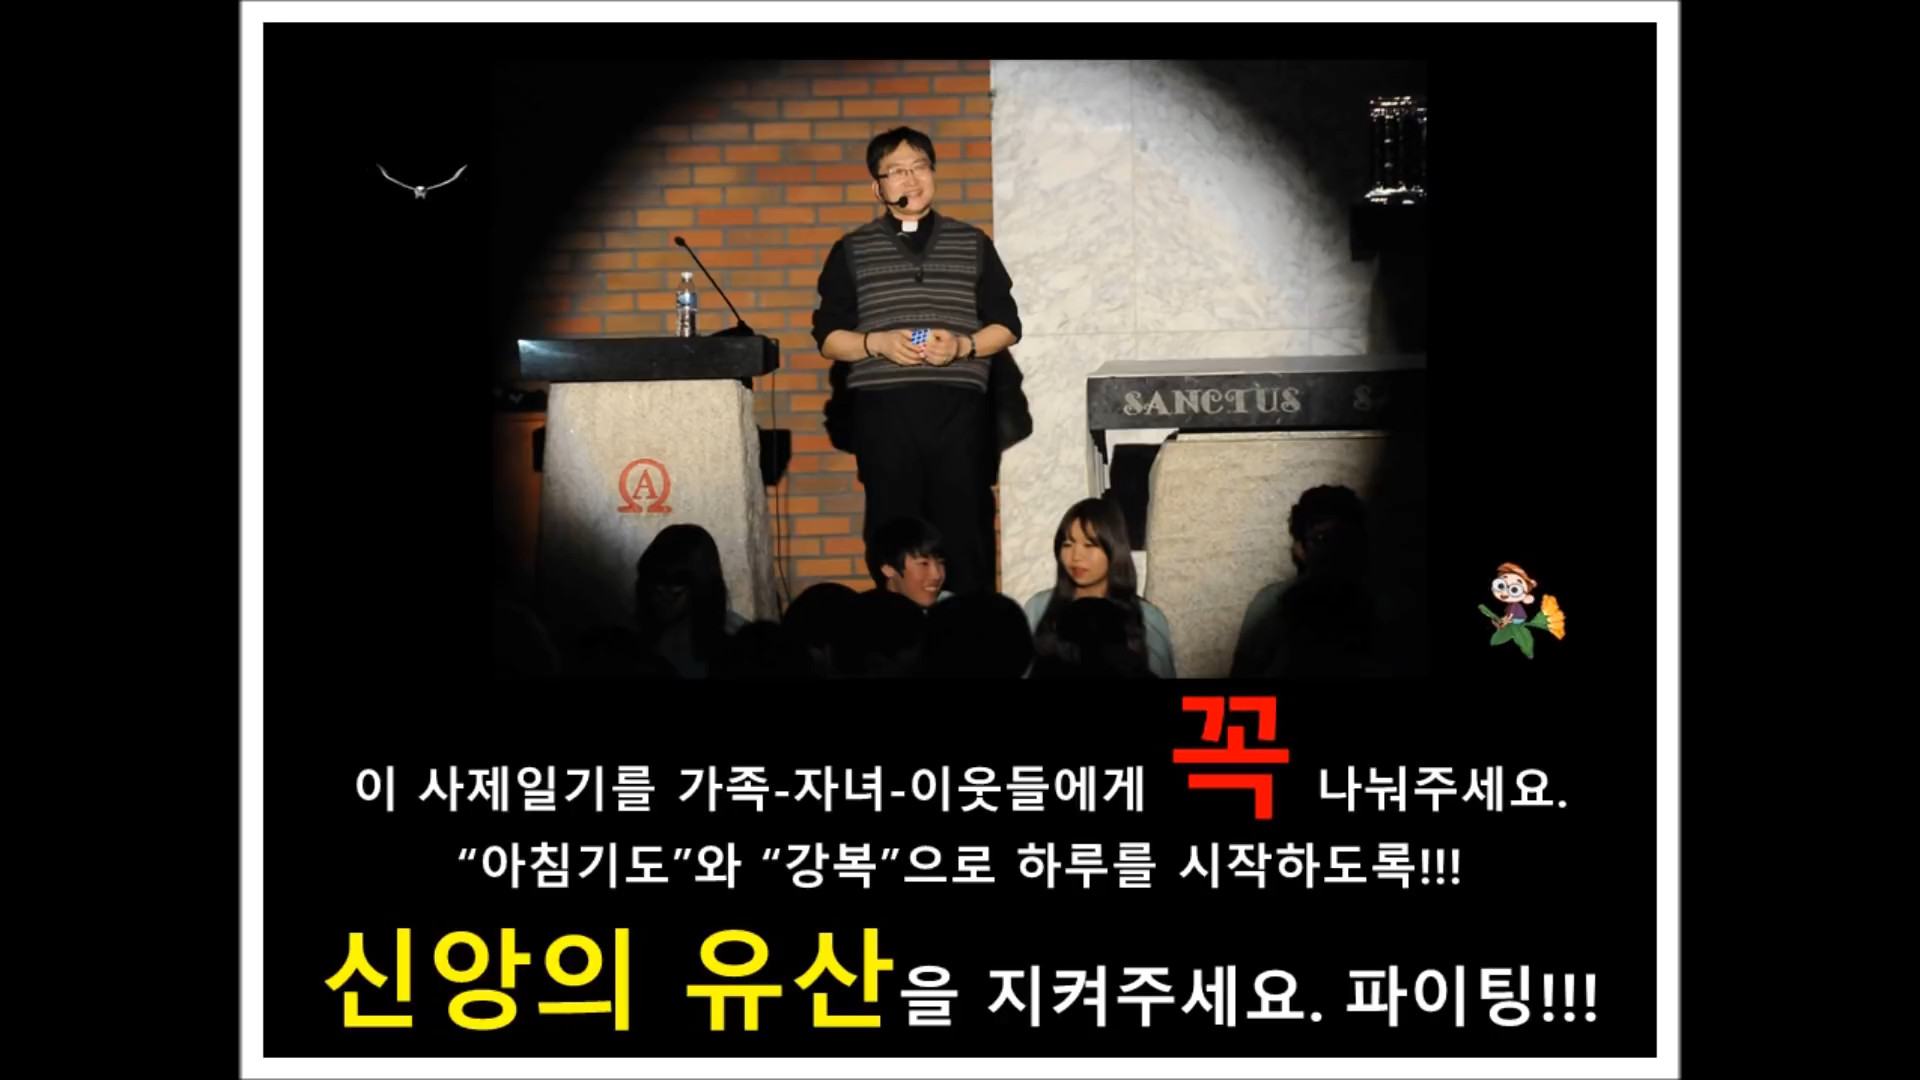 SANCTUS
A
Ω
이 사제일기를 가족-자녀-이웃들에게 꼭 나눠주세요.
“아침기도”와 “강복”으로 하루를 시작하도록!!!
신앙의 유산을 지켜주세요. 파이팅!!!